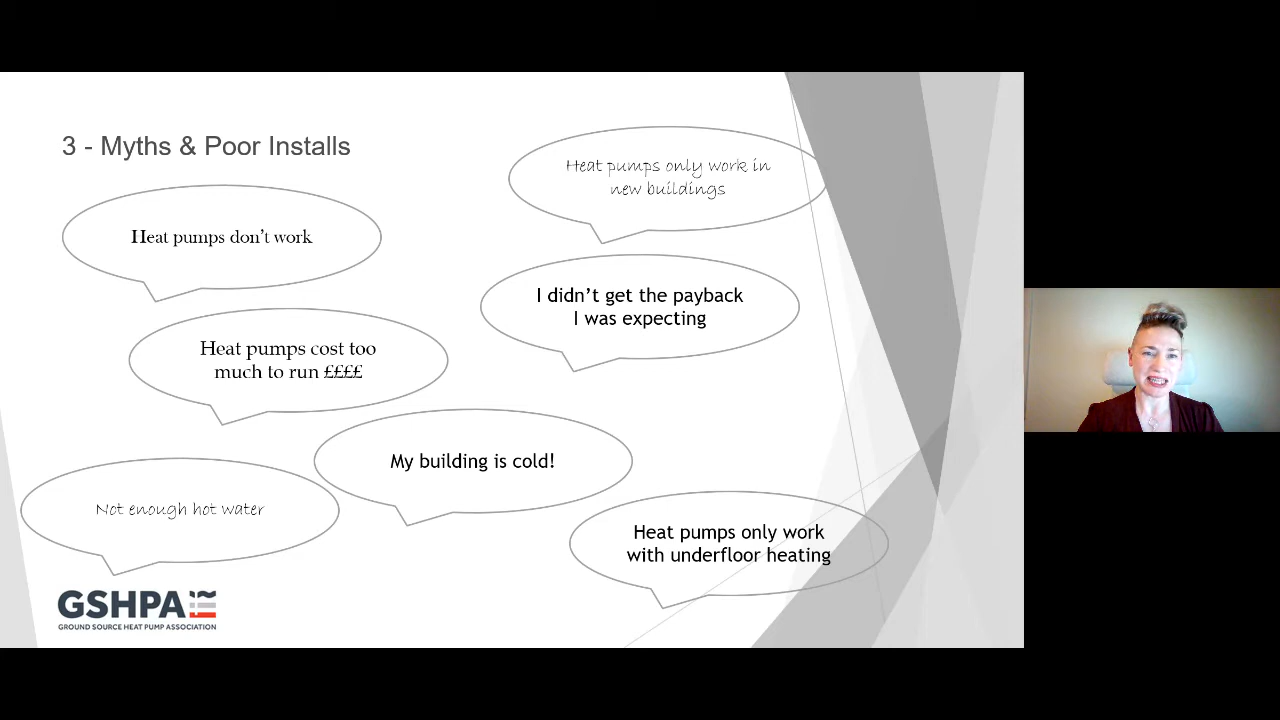 3 - Myths & Poor Installs
Heat pumps only work in
new buildings
Heat pumps don't work
I didn't get the payback
I was expecting
Heat pumps cost too
much to run ££££
My building is cold!
Not enough hot water
Heat pumps only work
with underfloor heating
GSHPA
GROUND SOURCE HEAT PUMP ASSOCIATION